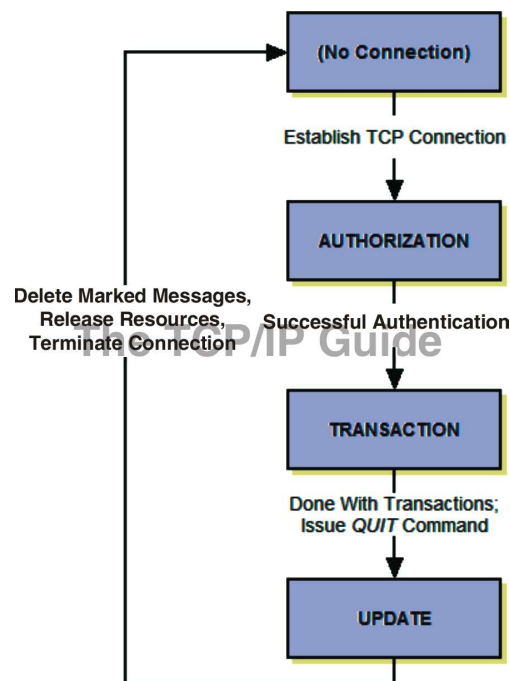 (No Connection)
Establish TCP Connection
AUTHORIZATION
Delete Marked Messages,
Release Resources,
Terminate Connection
Successful Authentication
The TCP/IP Guide
TRANSACTION
Done With Transactions;
Issue QUIT Command
UPDATE